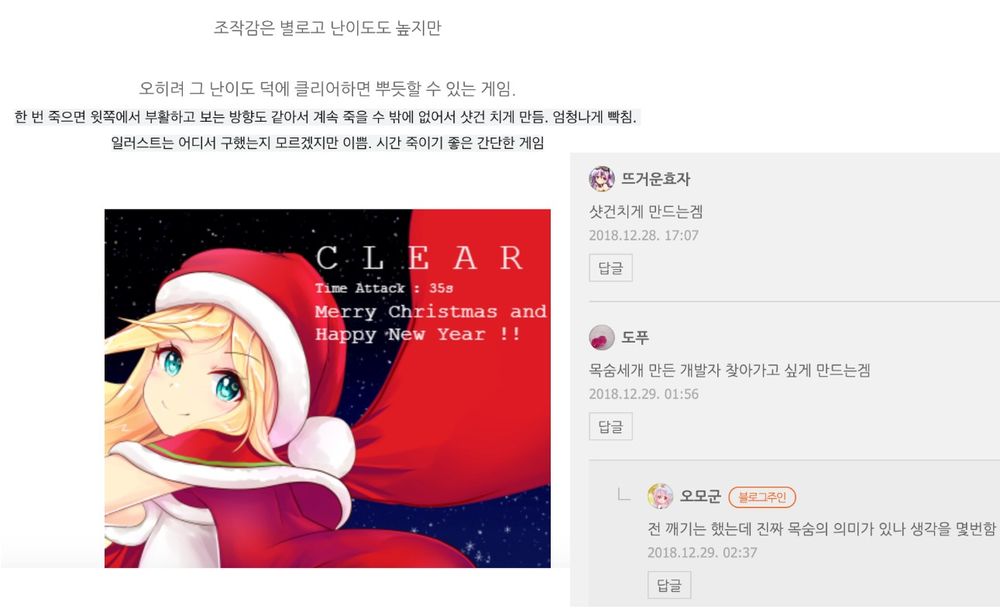 조작감은 별로고 난이도도 높지만
오히려 그 난이도 덕에 클리어하면 뿌듯할 수 있는 게임.
한 번 죽으면 윗쪽에서 부활하고 보는 방향도 같아서 계속 죽을 수 밖에 없어서 샷건 치게 만듬. 엄청나게 빡침.
일러스트는 어디서 구했는지 모르겠지만 이쁨. 시간 죽이기 좋은 간단한 게임
C L E A R
Time Attack : 35s
Merry Christmas and
Happy New Year !!
뜨거운효자
샷건치게 만드는겜
2018.12.28. 17:07
답글
도푸
목숨세개 만든 개발자 찾아가고 싶게 만드는겜
2018.12.29. 01:56
답글
오모군 블로그주인
전 깨기는 했는데 진짜 목숨의 의미가 있나 생각을 몇번함
2018.12.29. 02:37
답글